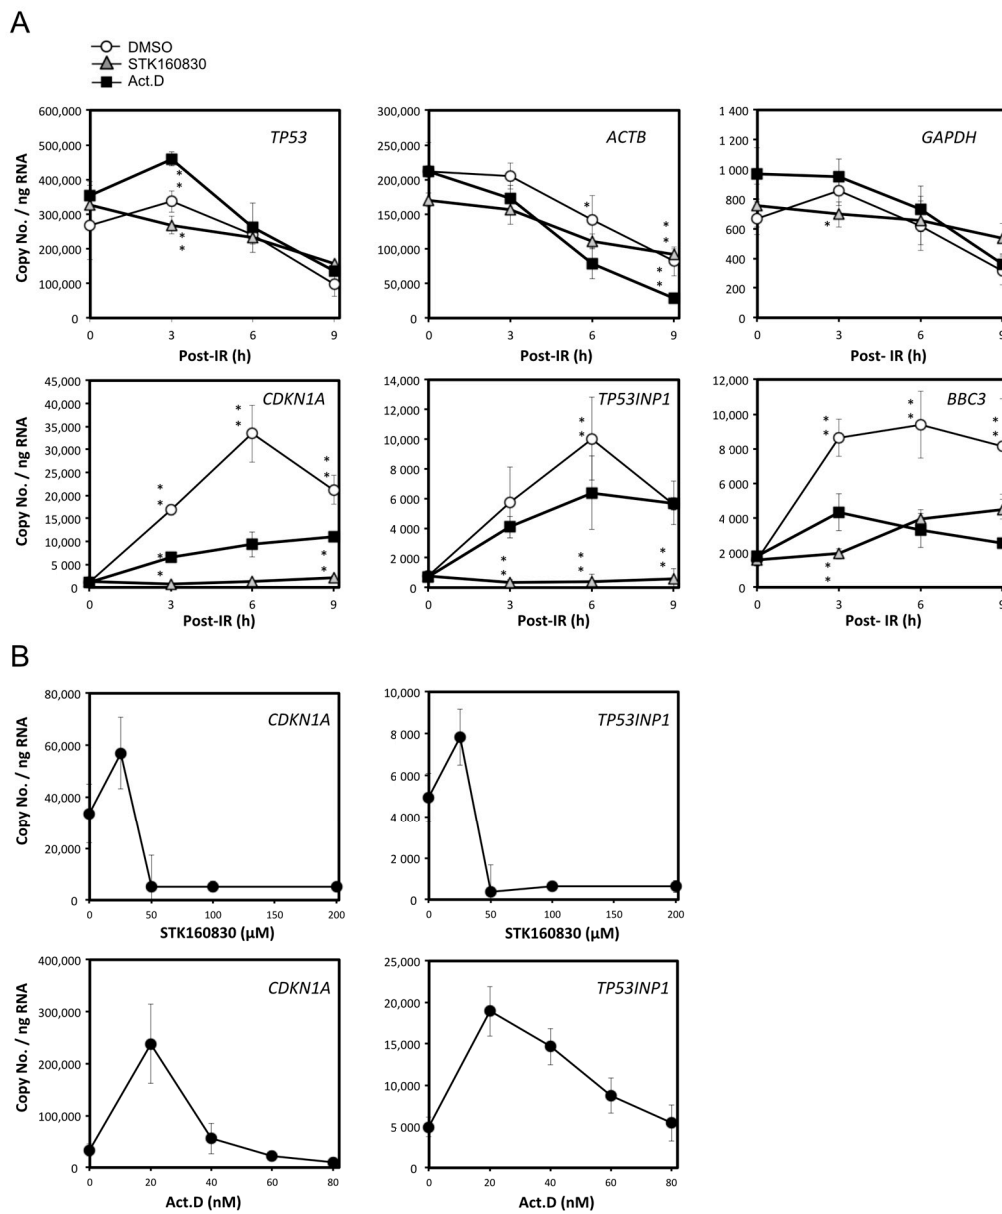 A
DMSO
STK160830
Act.D
TP53
Copy No. / ng RNA
600,000
500,000
400,000
300,000
200,000
100,000
0
* *
* *
0 3 6 9
Post-IR (h)
ACTB
300,000
250,000
200,000
150,000
100,000
50,000
0
*
* *
* *
0 3 6 9
Post-IR (h)
GAPDH
1 400
1 200
1 000
800
600
400
200
0
*
0 3 6 9
Post- IR (h)
CDKN1A
Copy No. / ng RNA
45,000
40,000
35,000
30,000
25,000
20,000
15,000
10,000
5 000
0
* *
* *
* *
* *
* *
0 3 6 9
Post-IR (h)
TP53INP1
14,000
12,000
10,000
8,000
6,000
4,000
2 000
0
* *
* *
* *
* *
0 3 6 9
Post-IR (h)
BBC3
12,000
10,000
8,000
6,000
4 000
2 000
0
* *
* *
* *
* *
0 3 6 9
Post- IR (h)
B
CDKN1A
Copy No. / ng RNA
80,000
60,000
40,000
20,000
0
0 50 100 150 200
STK160830 (µM)
TP53INP1
10,000
8 000
6 000
4 000
2 000
0
0 50 100 150 200
STK160830 (µM)
CDKN1A
Copy No. / ng RNA
400,000
300,000
200,000
100,000
0
0 20 40 60 80
Act.D (nM)
TP53INP1
25,000
20,000
15,000
10,000
5 000
0
0 20 40 60 80
Act.D (nM)